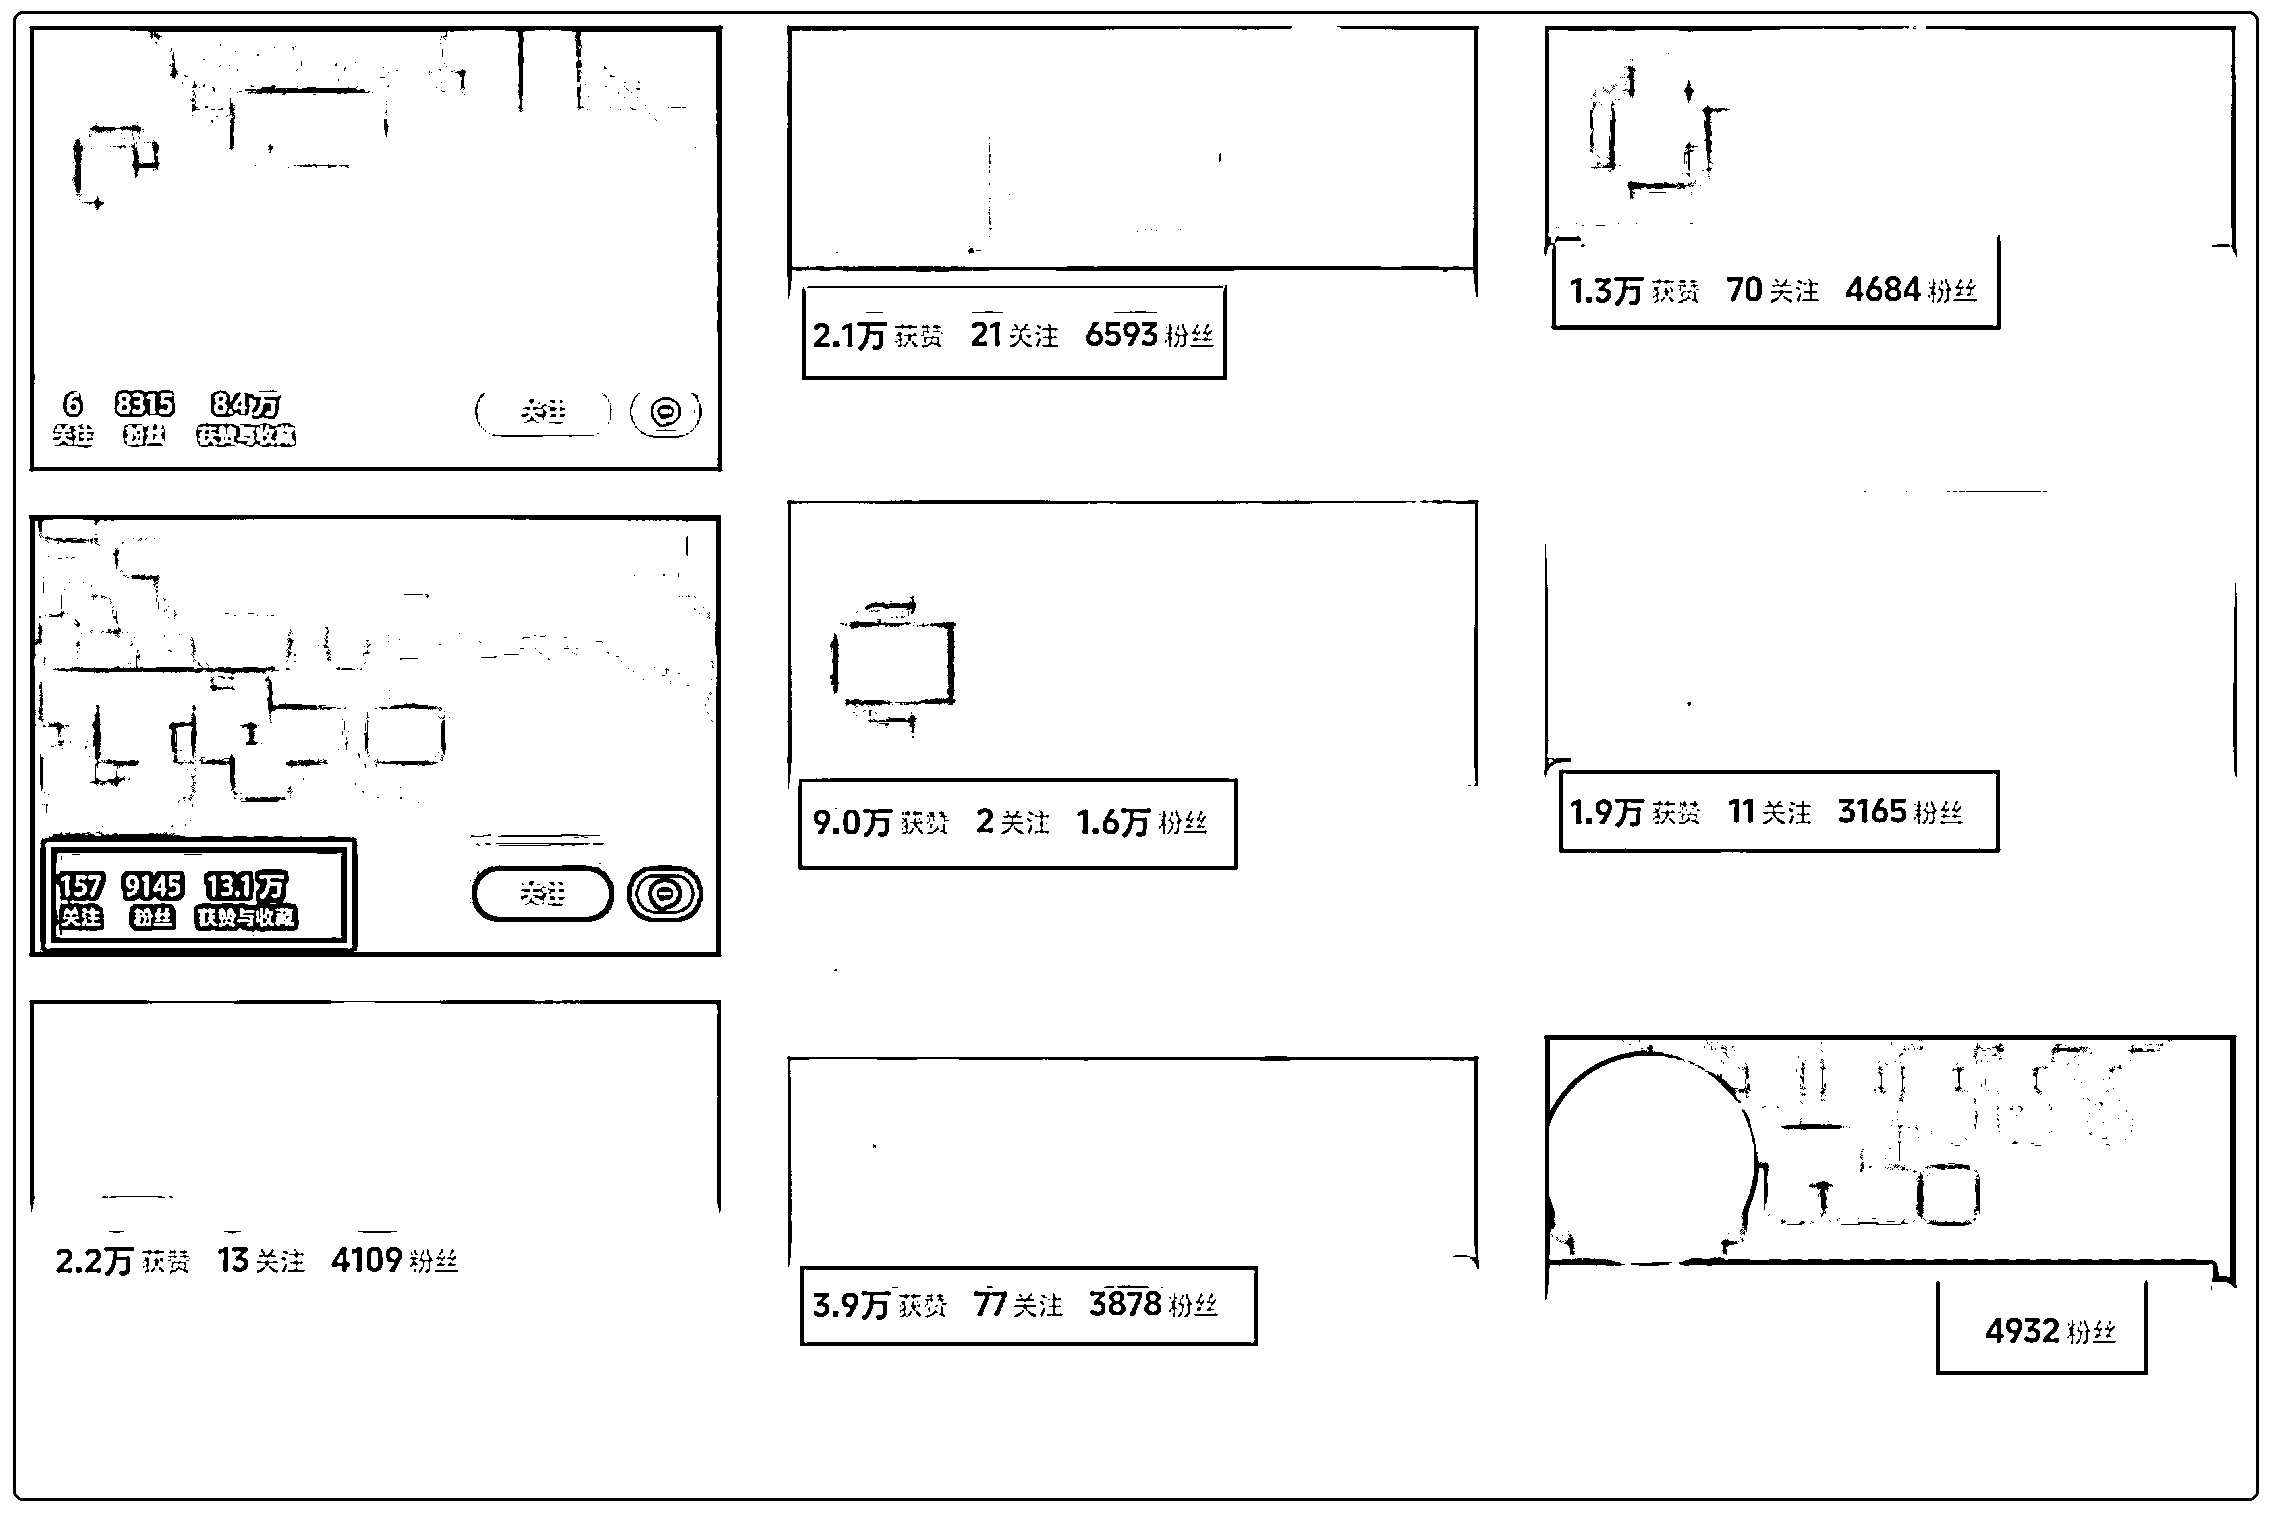 6 8315 8.4万
关注 粉丝 获赞与收藏
关注
157 9145 13.1万
关注 粉丝 获赞与收藏
关注
2.2万 获赞 13 关注 4109 粉丝
2.1万 获赞 21 关注 6593 粉丝
9.0万 获赞 2 关注 1.6万 粉丝
3.9万 获赞 77 关注 3878 粉丝
1.3万 获赞 70 关注 4684 粉丝
1.9万 获赞 11 关注 3165 粉丝
4932 粉丝